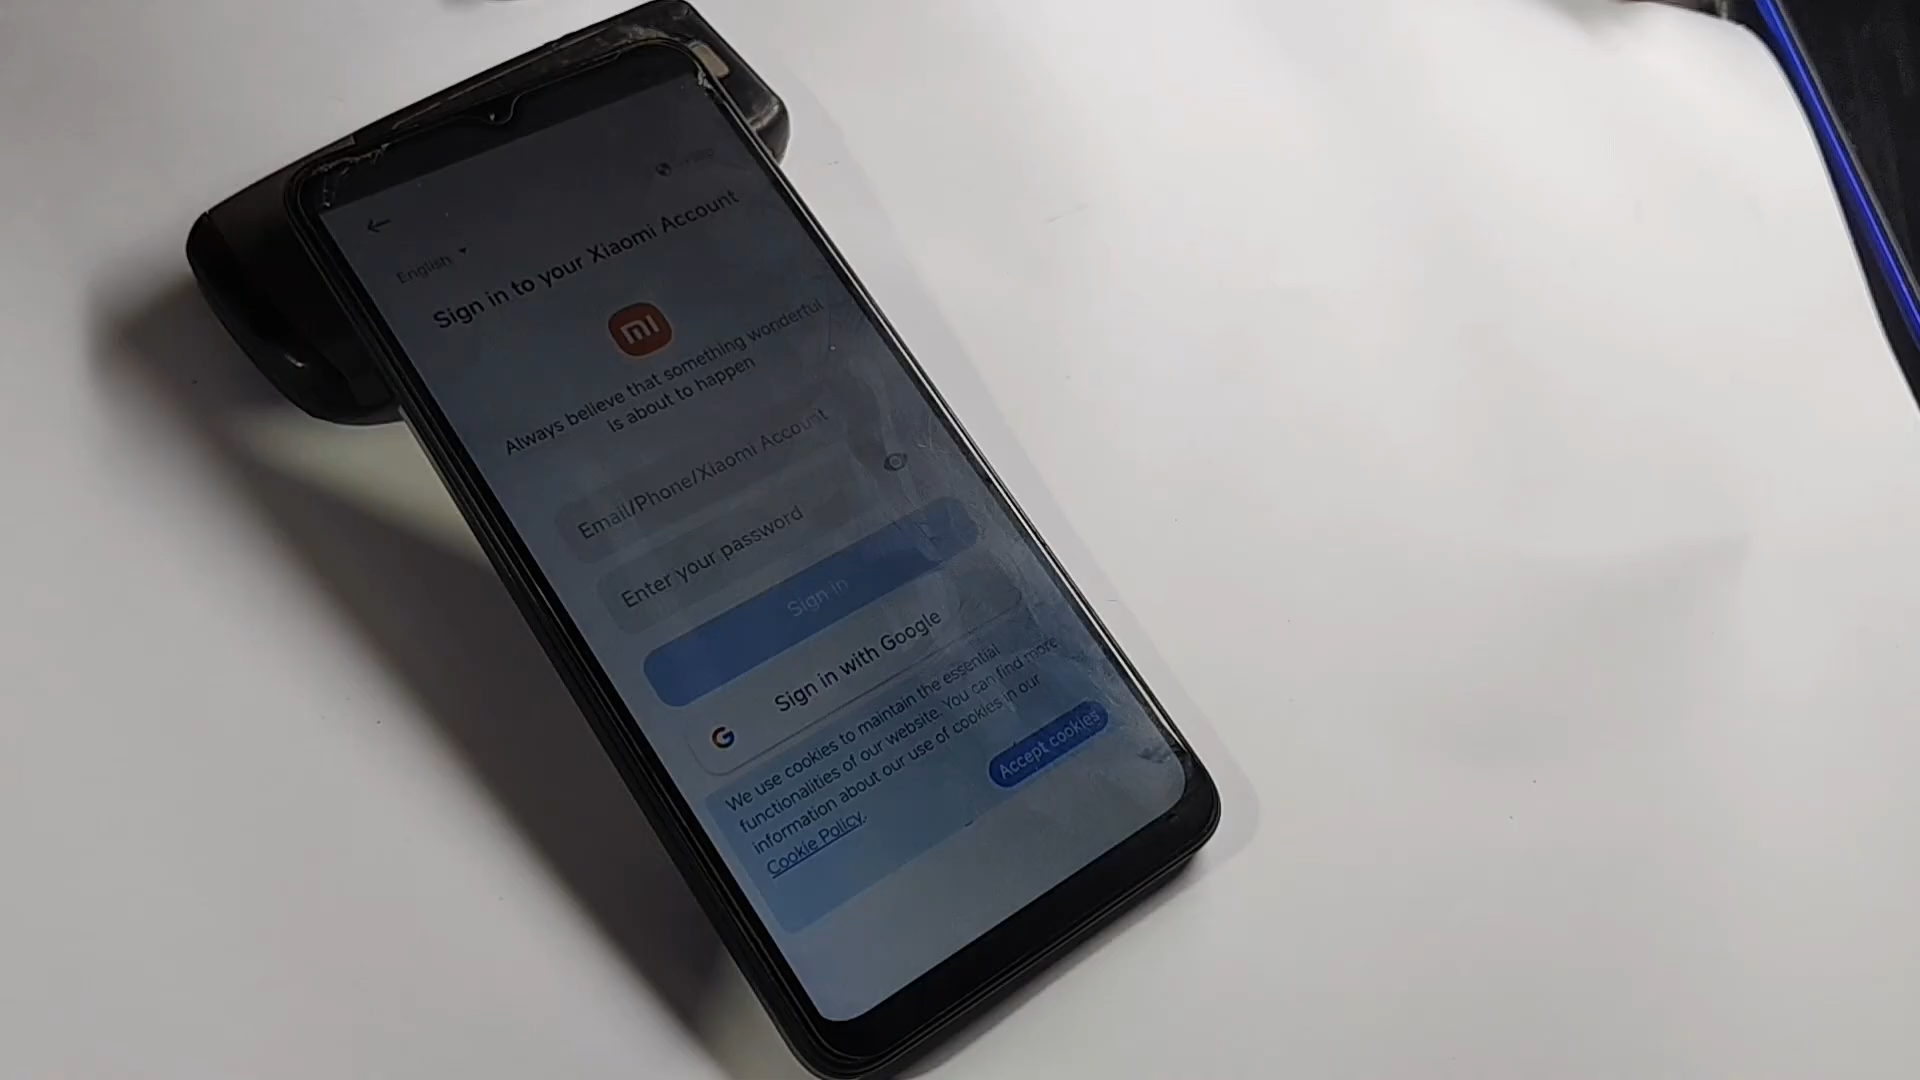 English
Sign in to your Xiaomi Account
mi
Always believe that something wonderful
is about to happen
Email/Phone/Xiaomi Account
Enter your password
Sign in
G Sign in with Google
We use cookies to maintain the essential
functionalities of our website. You can find more
information about our use of cookies in our
Cookie Policy.
Accept cookies